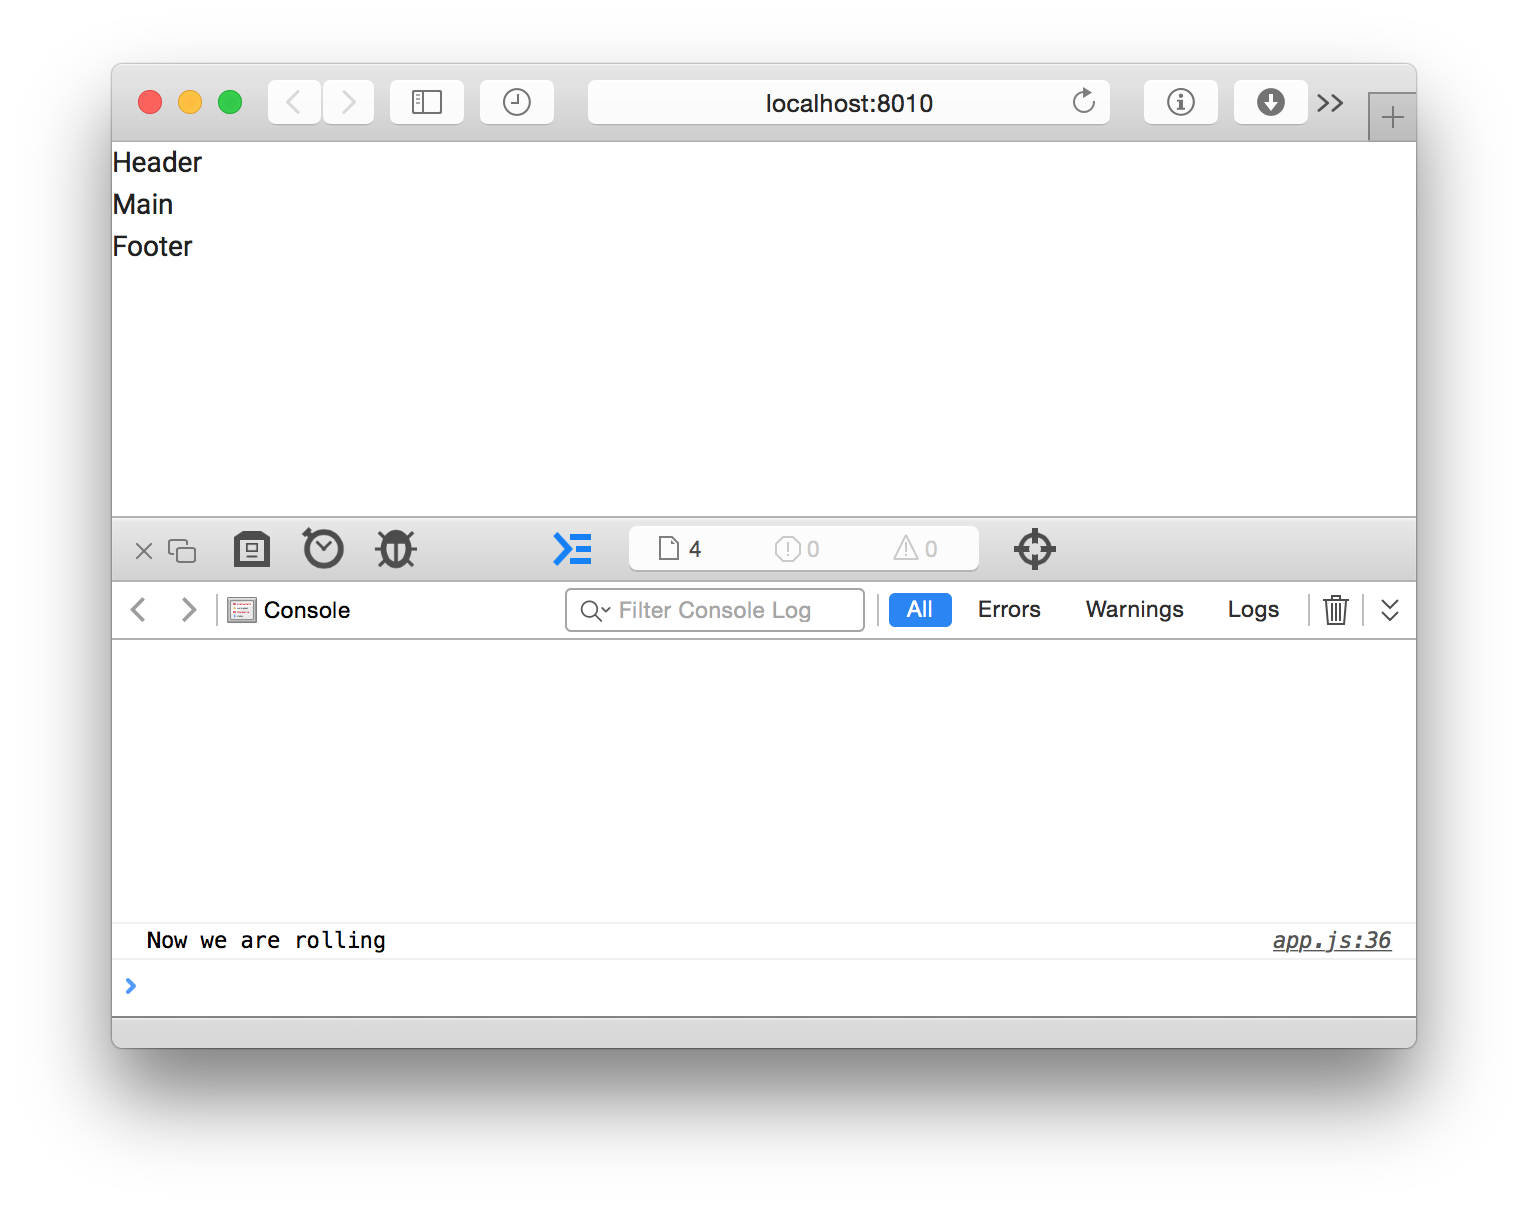 localhost:8010
Header
Main
Footer
4 0 0
Console Filter Console Log All Errors Warnings Logs
Now we are rolling app.js:36